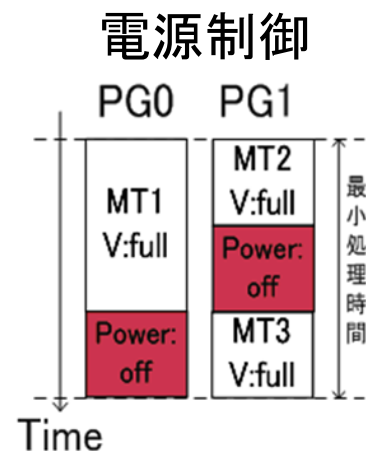 電源制御
PG0 PG1
MT1
V:full
Power:
off
MT2
V:full
Power:
off
MT3
V:full
最小処理時間
Time